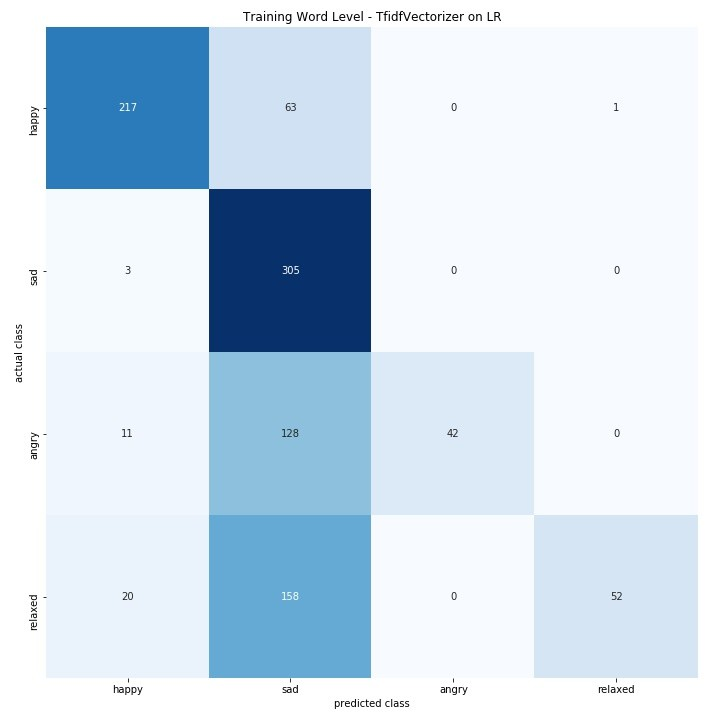 Training Word Level - TfidfVectorizer on LR
happy
217
63
0
1
sad
3
305
0
0
actual class
angry
11
128
42
0
relaxed
20
158
0
52
happy
sad
angry
relaxed
predicted class